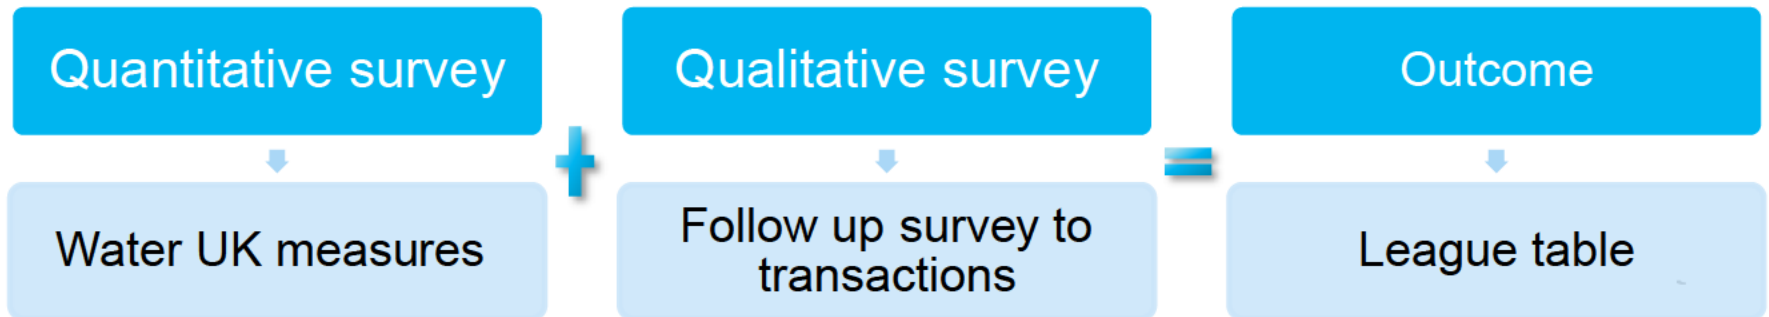 Quantitative survey
Water UK measures
+
Qualitative survey
Follow up survey to
transactions
=
Outcome
League table